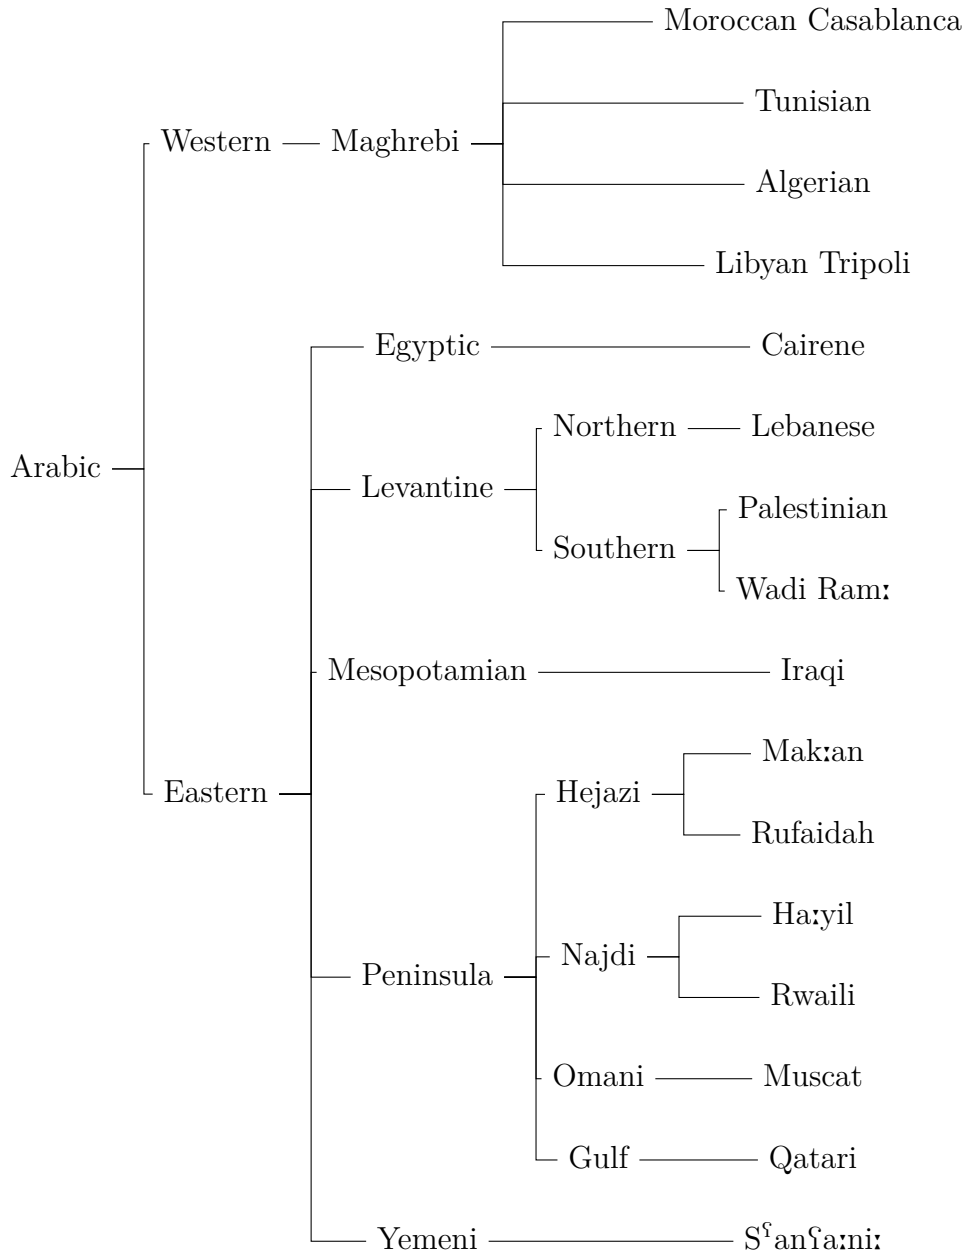 Moroccan Casablanca
Tunisian
Western Maghrebi
Algerian
Libyan Tripoli
Egyptic Cairene
Northern Lebanese
Arabic
Levantine
Palestinian
Southern
Wadi Ramː
Mesopotamian Iraqi
Makːan
Eastern Hejazi
Rufaidah
Haːyil
Najdi
Peninsula
Rwaili
Omani Muscat
Gulf Qatari
Yemeni Sˤanʕaːniː